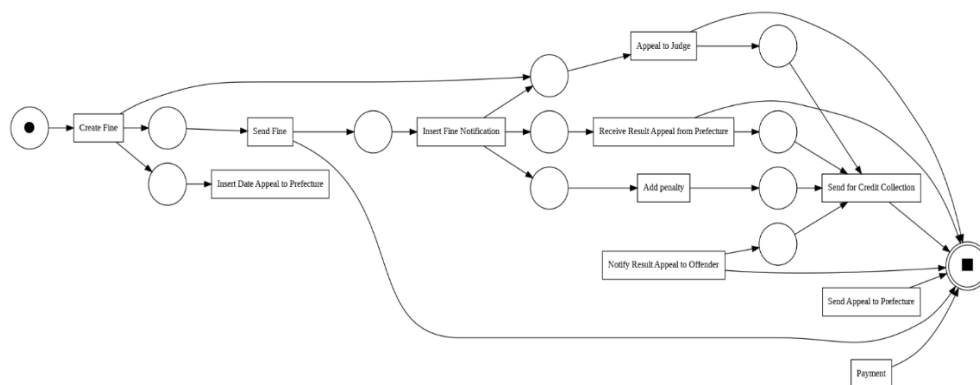 Appeal to Judge
Create Fine
Send Fine
Insert Fine Notification
Receive Result Appeal from Prefecture
Insert Date Appeal to Prefecture
Add penalty
Send for Credit Collection
Notify Result Appeal to Offender
Send Appeal to Prefecture
Payment